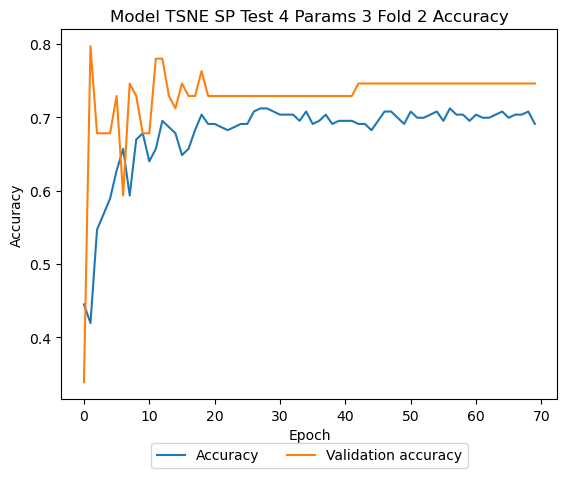 Model TSNE SP Test 4 Params 3 Fold 2 Accuracy
0.8
0.7
0.6
0.5
0.4
Accuracy
0 10 20 30 40 50 60 70
Epoch
Accuracy Validation accuracy